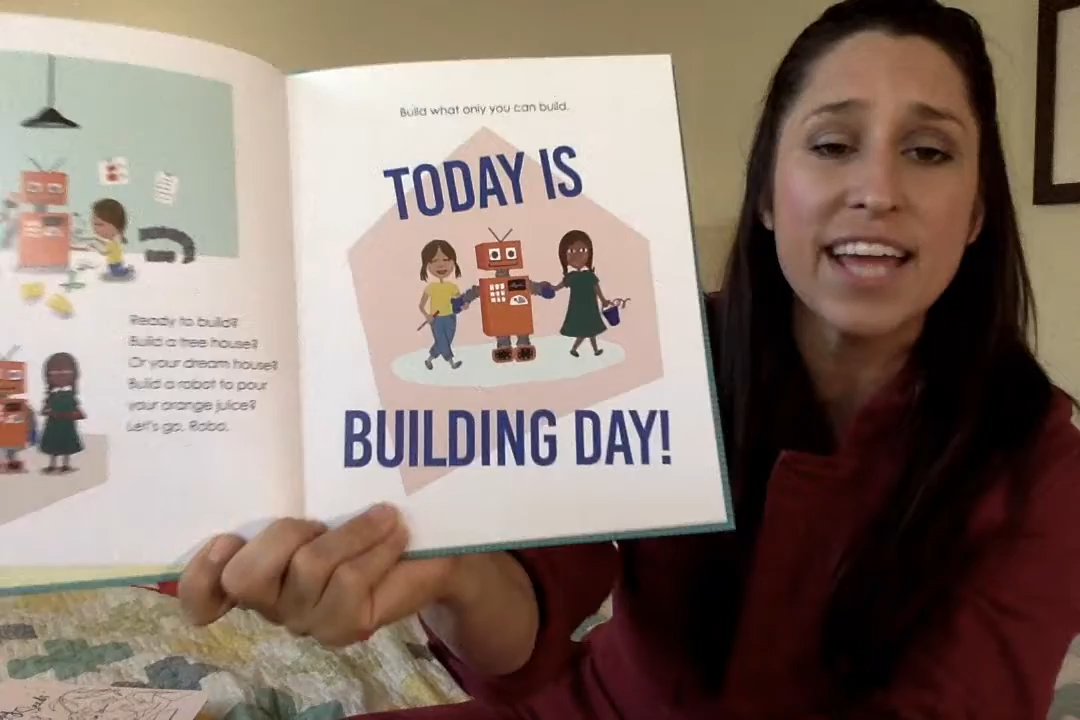 Ready to build?
Build a tree house?
Or your dream house?
Build a robot to pour
your orange juice?
Let's go, Robo.
Build what only you can build.
TODAY IS
BUILDING DAY!